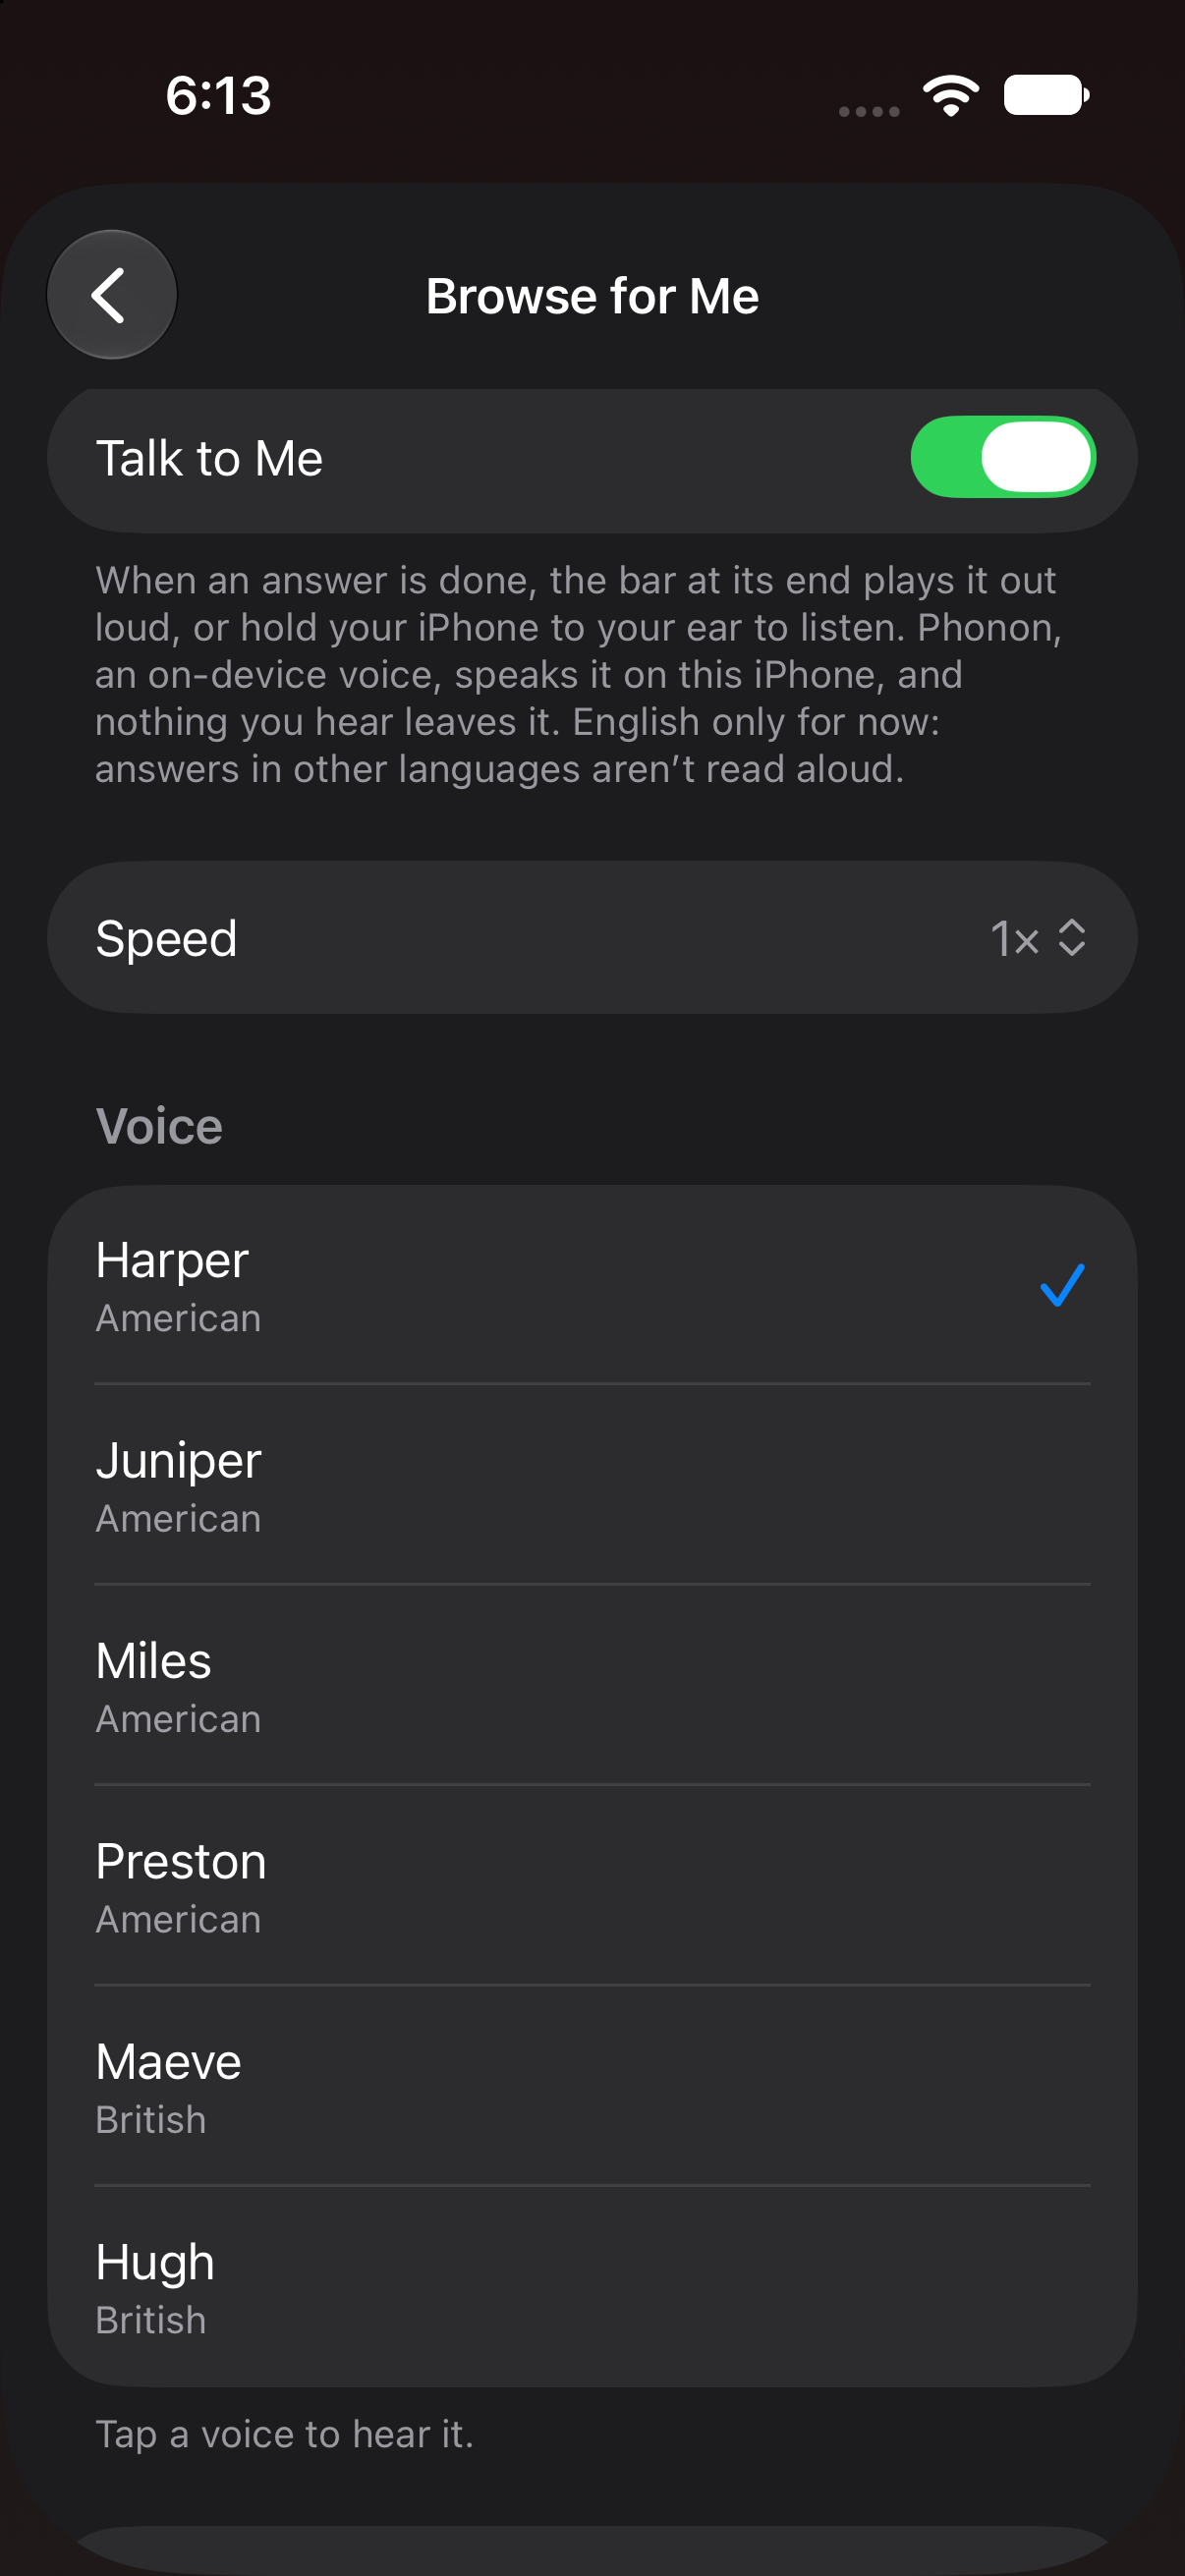 6:13
Browse for Me
Talk to Me
When an answer is done, the bar at its end plays it out
loud, or hold your iPhone to your ear to listen. Phonon,
an on-device voice, speaks it on this iPhone, and
nothing you hear leaves it. English only for now:
answers in other languages aren’t read aloud.
Speed
1×
Voice
Harper
American
Juniper
American
Miles
American
Preston
American
Maeve
British
Hugh
British
Tap a voice to hear it.